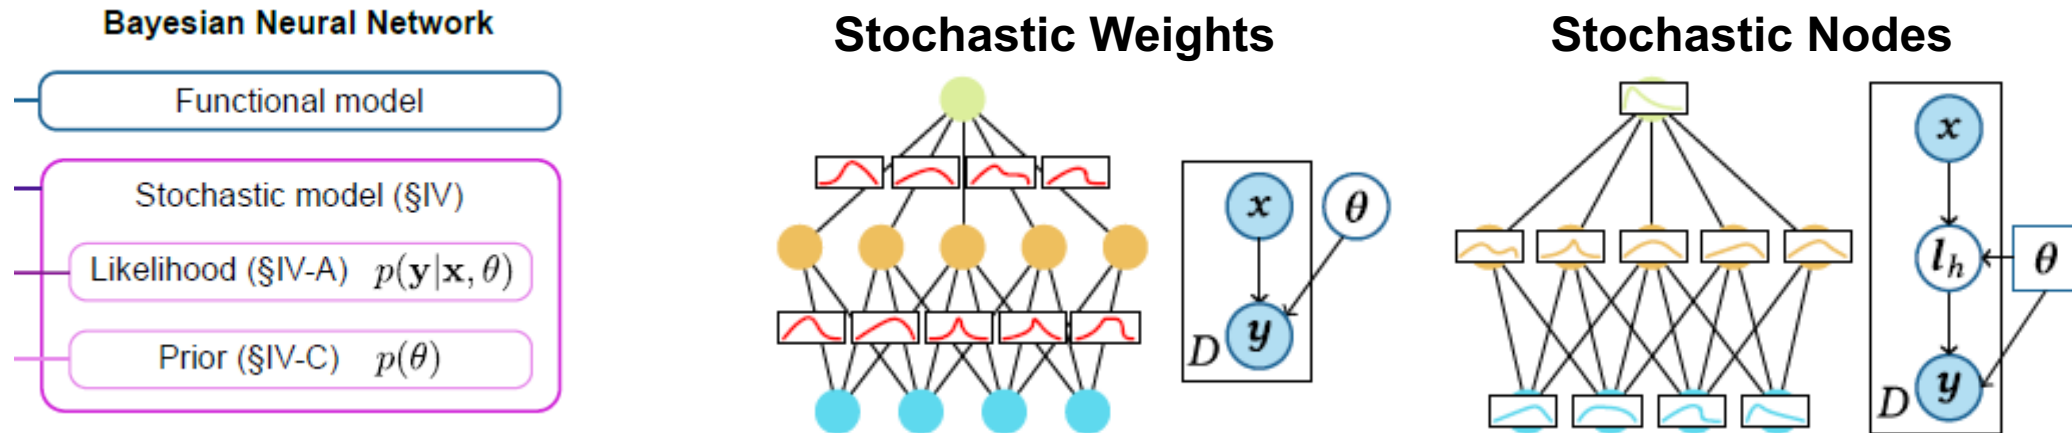 Bayesian Neural Network
Functional model
Stochastic model (§IV)
Likelihood (§IV-A) p(y|x, θ)
Prior (§IV-C) p(θ)
Stochastic Weights
x
θ
y
D
Stochastic Nodes
x
l_h
θ
y
D